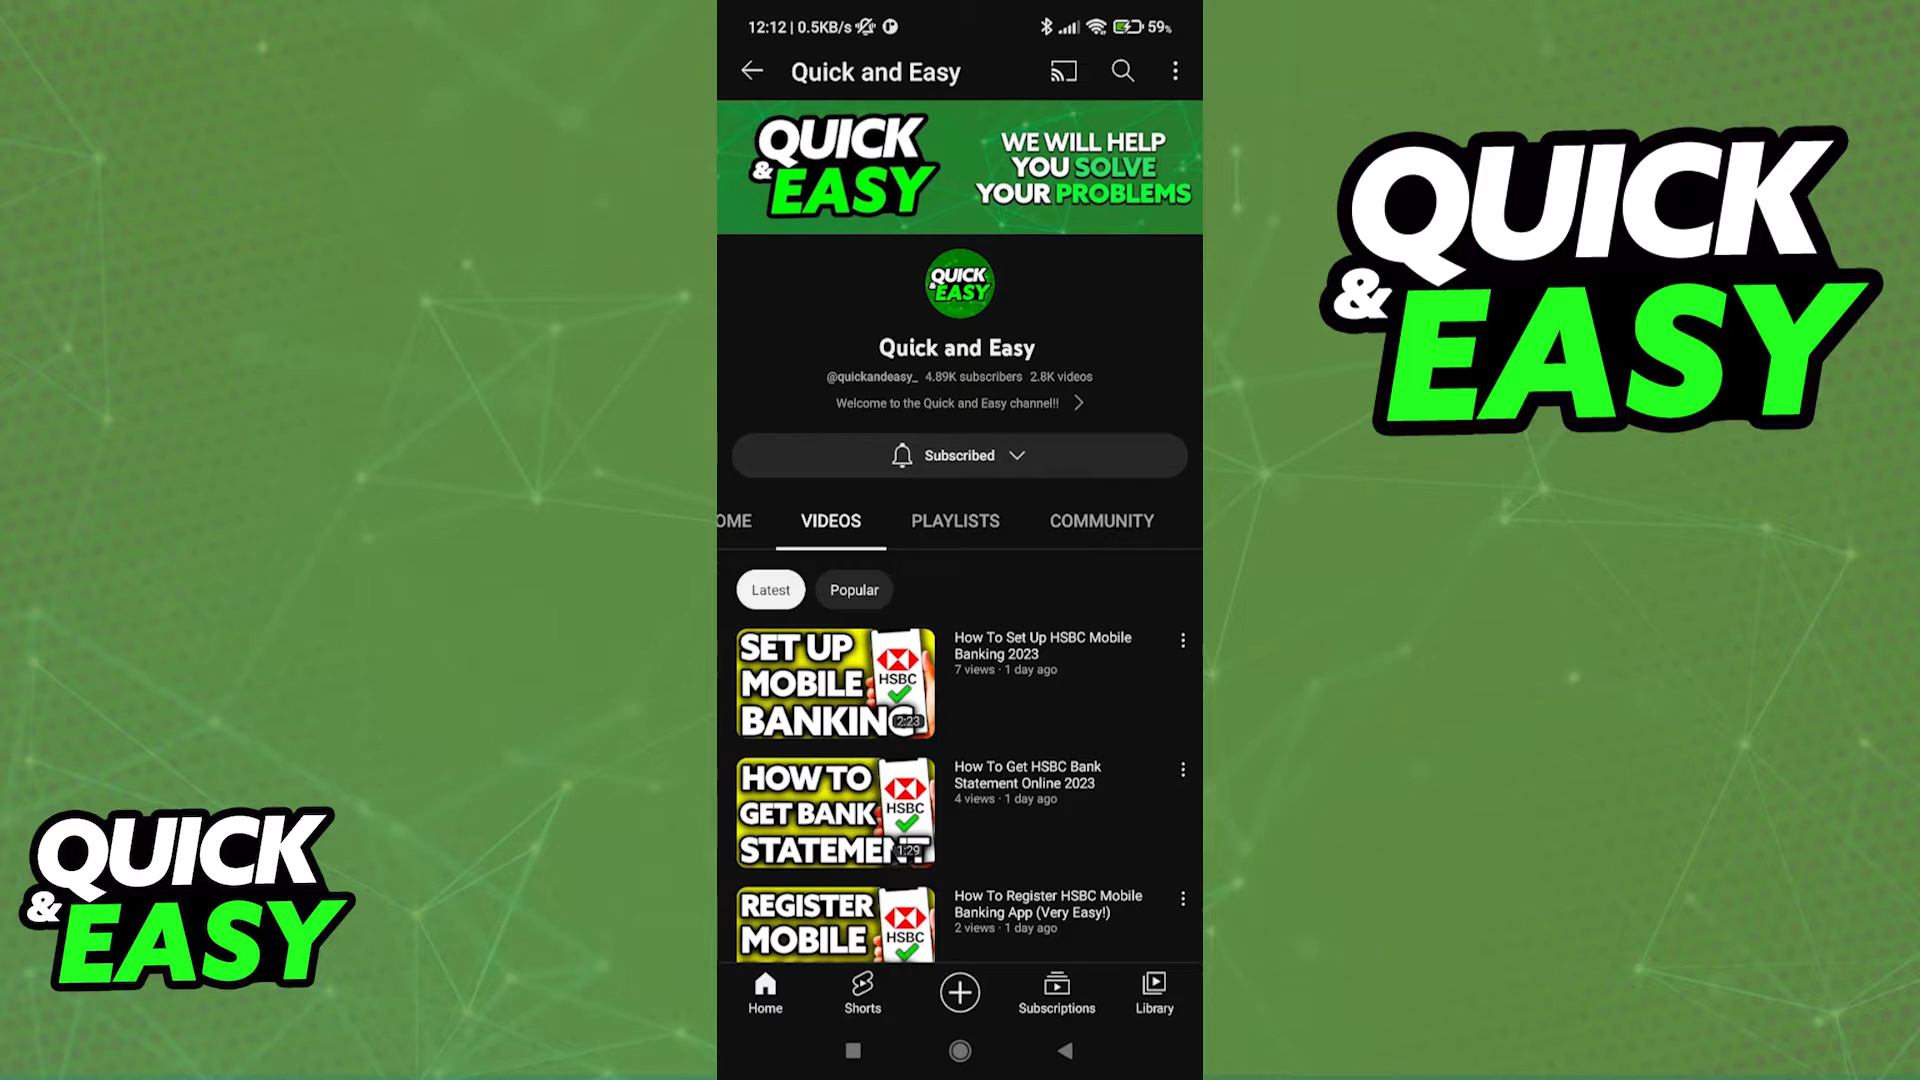 12:12 | 0.5KB/s
59%
Quick and Easy
QUICK
& EASY
WE WILL HELP
YOU SOLVE
YOUR PROBLEMS
QUICK
& EASY
Quick and Easy
@quickandeasy_ 4.89K subscribers 2.8K videos
Welcome to the Quick and Easy channel!!
Subscribed
OME VIDEOS PLAYLISTS COMMUNITY
Latest Popular
SET UP
MOBILE
BANKING
HSBC
2:23
How To Set Up HSBC Mobile
Banking 2023
7 views · 1 day ago
HOW TO
GET BANK
STATEMENT
HSBC
1:29
How To Get HSBC Bank
Statement Online 2023
4 views · 1 day ago
REGISTER
MOBILE
HSBC
How To Register HSBC Mobile
Banking App (Very Easy!)
2 views · 1 day ago
Home Shorts Subscriptions Library
QUICK
& EASY
QUICK
& EASY